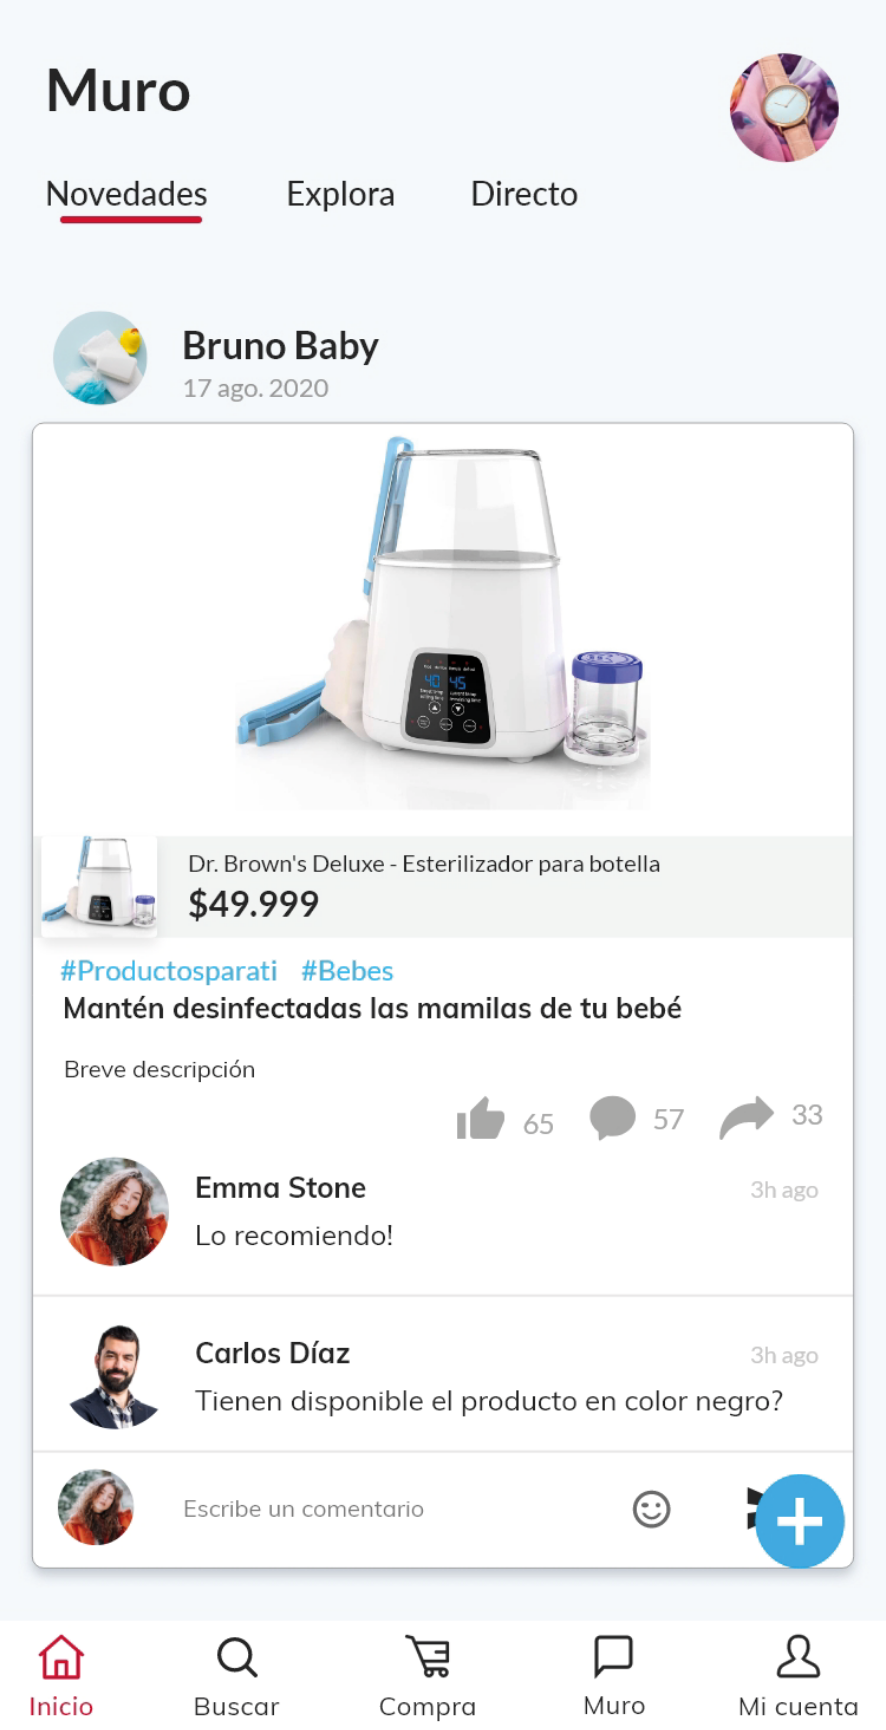 Muro
Novedades Explora Directo
Bruno Baby
17 ago. 2020
40 45
Dr. Brown's Deluxe - Esterilizador para botella
$49.999
#Productosparati #Bebes
Mantén desinfectadas las mamilas de tu bebé
Breve descripción
65 57 33
Emma Stone 3h ago
Lo recomiendo!
Carlos Díaz 3h ago
Tienen disponible el producto en color negro?
Escribe un comentario
Inicio Buscar Compra Muro Mi cuenta